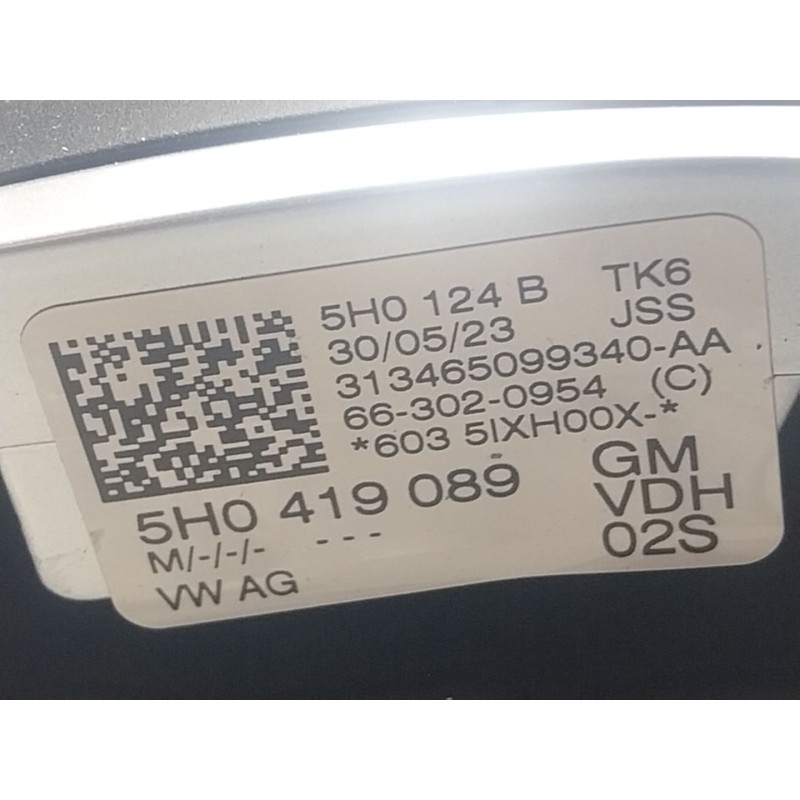 5H0 124 B TK6
30/05/23 JSS
313465099340-AA
66-302-0954 (C)
*603 5IXH00X-*
5H0 419 089 GM
M/-/-/- --- VDH
VW AG 02S